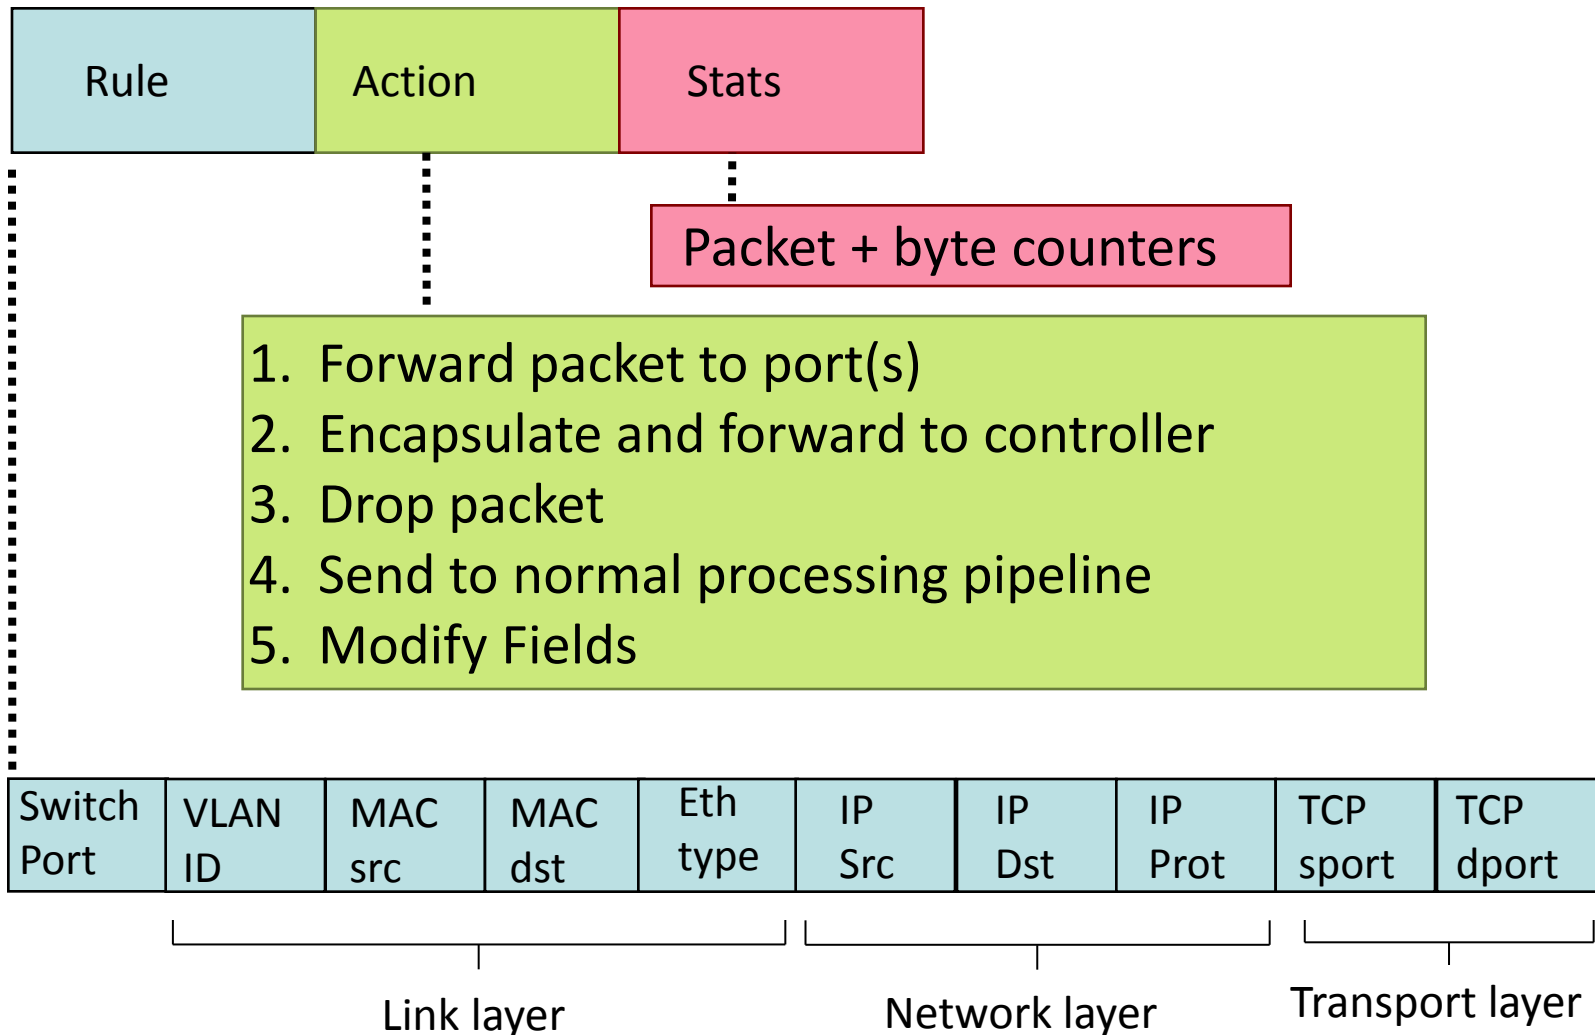 Rule
Action
Stats
Packet + byte counters
1. Forward packet to port(s)
2. Encapsulate and forward to controller
3. Drop packet
4. Send to normal processing pipeline
5. Modify Fields
Switch
Port
VLAN
ID
MAC
src
MAC
dst
Eth
type
IP
Src
IP
Dst
IP
Prot
TCP
sport
TCP
dport
Link layer
Network layer
Transport layer